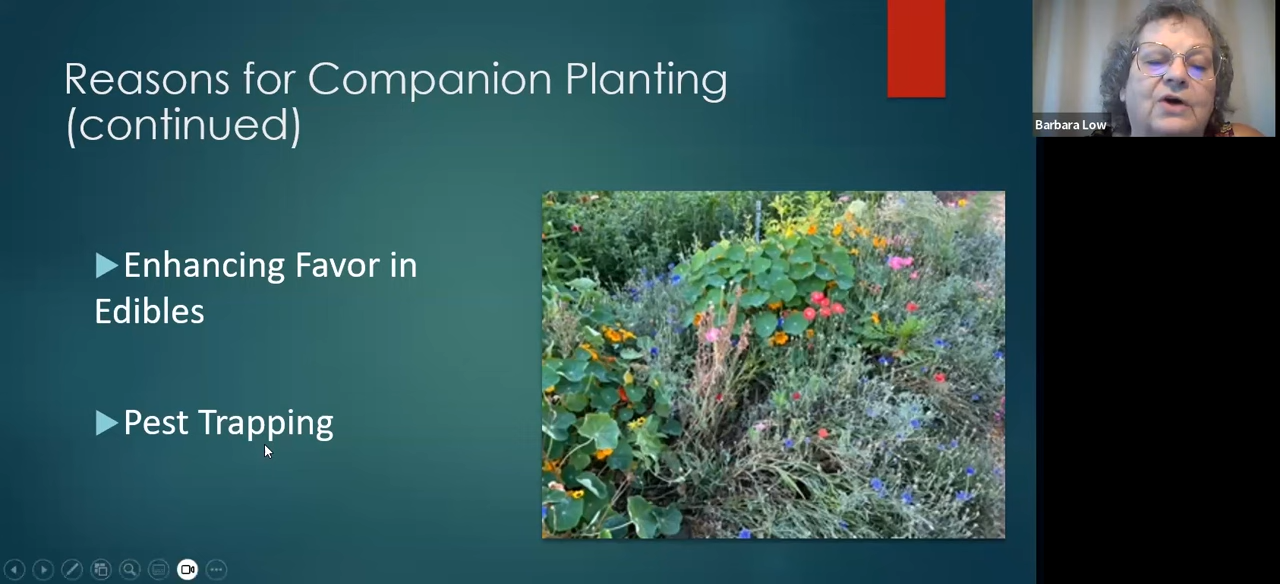 Reasons for Companion Planting
(continued)
Enhancing Favor in
Edibles
Pest Trapping
Barbara Low